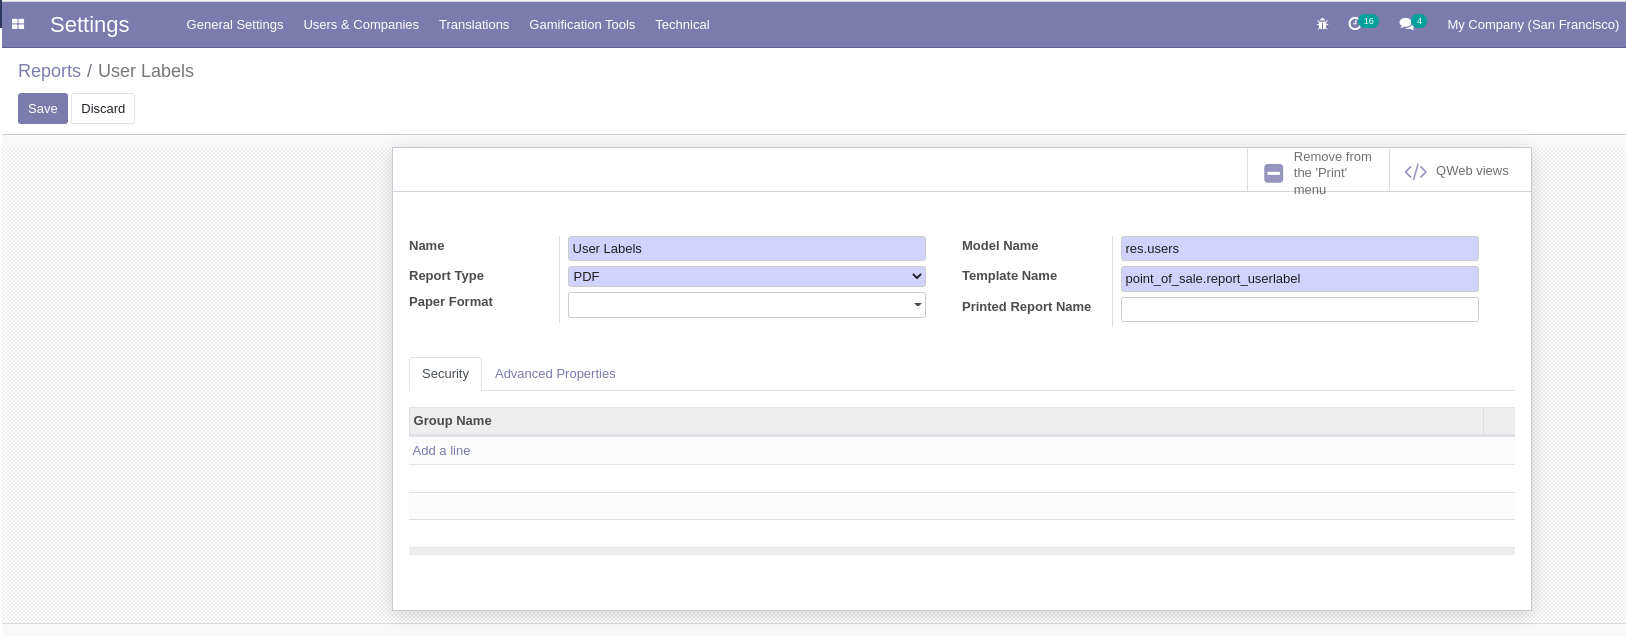 Settings General Settings Users & Companies Translations Gamification Tools Technical 16 4 My Company (San Francisco)
Reports / User Labels
Save Discard
Remove from
the 'Print'
menu
QWeb views
Name User Labels Model Name res.users
Report Type PDF Template Name point_of_sale.report_userlabel
Paper Format Printed Report Name
Security Advanced Properties
Group Name
Add a line